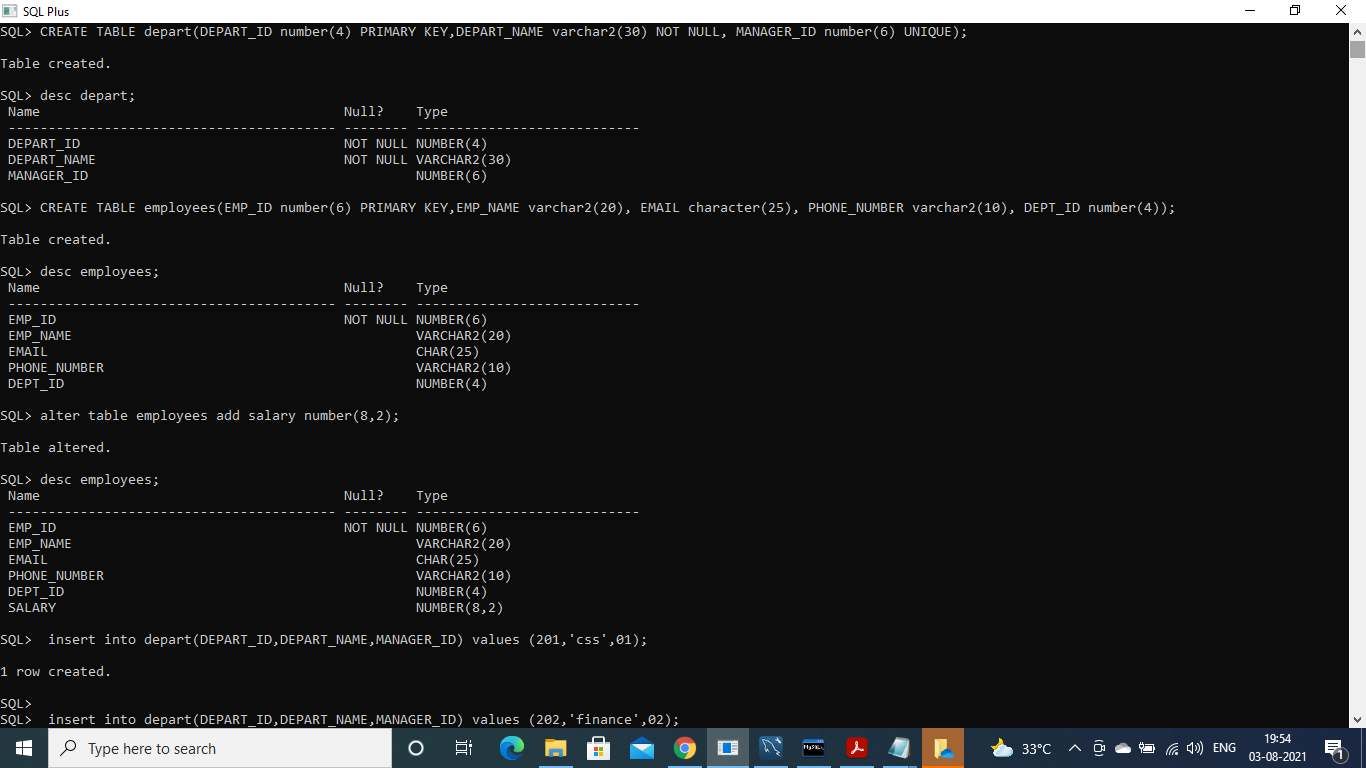 SQL Plus
SQL> CREATE TABLE depart(DEPART_ID number(4) PRIMARY KEY,DEPART_NAME varchar2(30) NOT NULL, MANAGER_ID number(6) UNIQUE);
Table created.
SQL> desc depart;
Name Null? Type
----------------------------------------- -------- ----------------------------
DEPART_ID NOT NULL NUMBER(4)
DEPART_NAME NOT NULL VARCHAR2(30)
MANAGER_ID NUMBER(6)
SQL> CREATE TABLE employees(EMP_ID number(6) PRIMARY KEY,EMP_NAME varchar2(20), EMAIL character(25), PHONE_NUMBER varchar2(10), DEPT_ID number(4));
Table created.
SQL> desc employees;
Name Null? Type
----------------------------------------- -------- ----------------------------
EMP_ID NOT NULL NUMBER(6)
EMP_NAME VARCHAR2(20)
EMAIL CHAR(25)
PHONE_NUMBER VARCHAR2(10)
DEPT_ID NUMBER(4)
SQL> alter table employees add salary number(8,2);
Table altered.
SQL> desc employees;
Name Null? Type
----------------------------------------- -------- ----------------------------
EMP_ID NOT NULL NUMBER(6)
EMP_NAME VARCHAR2(20)
EMAIL CHAR(25)
PHONE_NUMBER VARCHAR2(10)
DEPT_ID NUMBER(4)
SALARY NUMBER(8,2)
SQL>  insert into depart(DEPART_ID,DEPART_NAME,MANAGER_ID) values (201,'css',01);
1 row created.
SQL>
SQL>  insert into depart(DEPART_ID,DEPART_NAME,MANAGER_ID) values (202,'finance',02);
Type here to search
33°C
ENG
19:54
03-08-2021
1